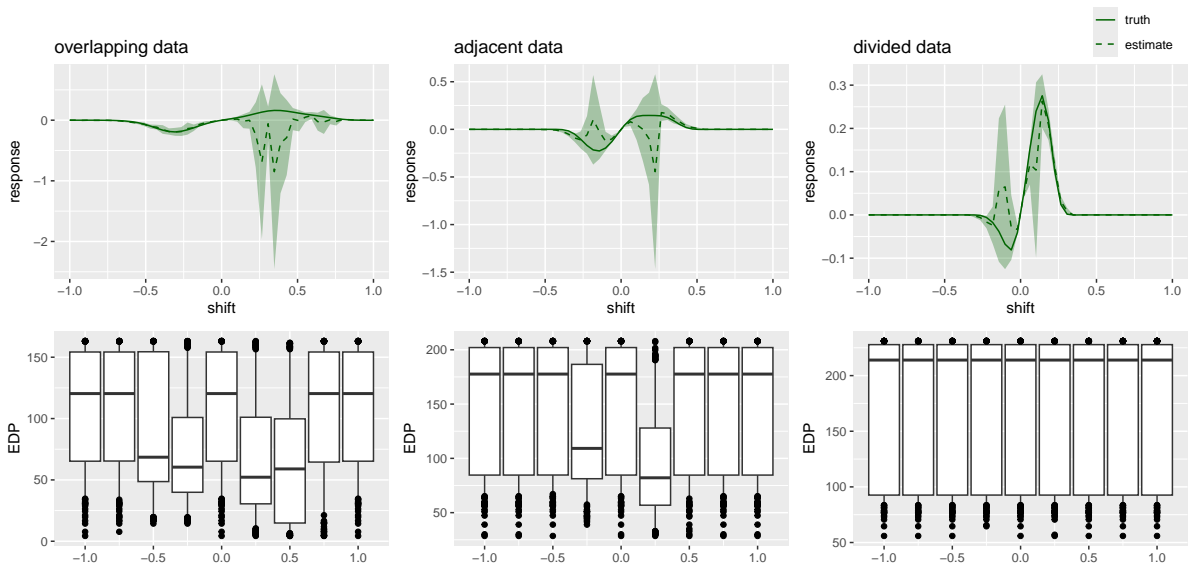 truth
estimate
overlapping data
adjacent data
divided data
response
0
−1
−2
−1.0 −0.5 0.0 0.5 1.0
shift
response
0.5
0.0
−0.5
−1.0
−1.5
−1.0 −0.5 0.0 0.5 1.0
shift
response
0.3
0.2
0.1
0.0
−0.1
−1.0 −0.5 0.0 0.5 1.0
shift
EDP
150
100
50
0
−1.0 −0.5 0.0 0.5 1.0
EDP
200
150
100
50
−1.0 −0.5 0.0 0.5 1.0
EDP
200
150
100
50
−1.0 −0.5 0.0 0.5 1.0